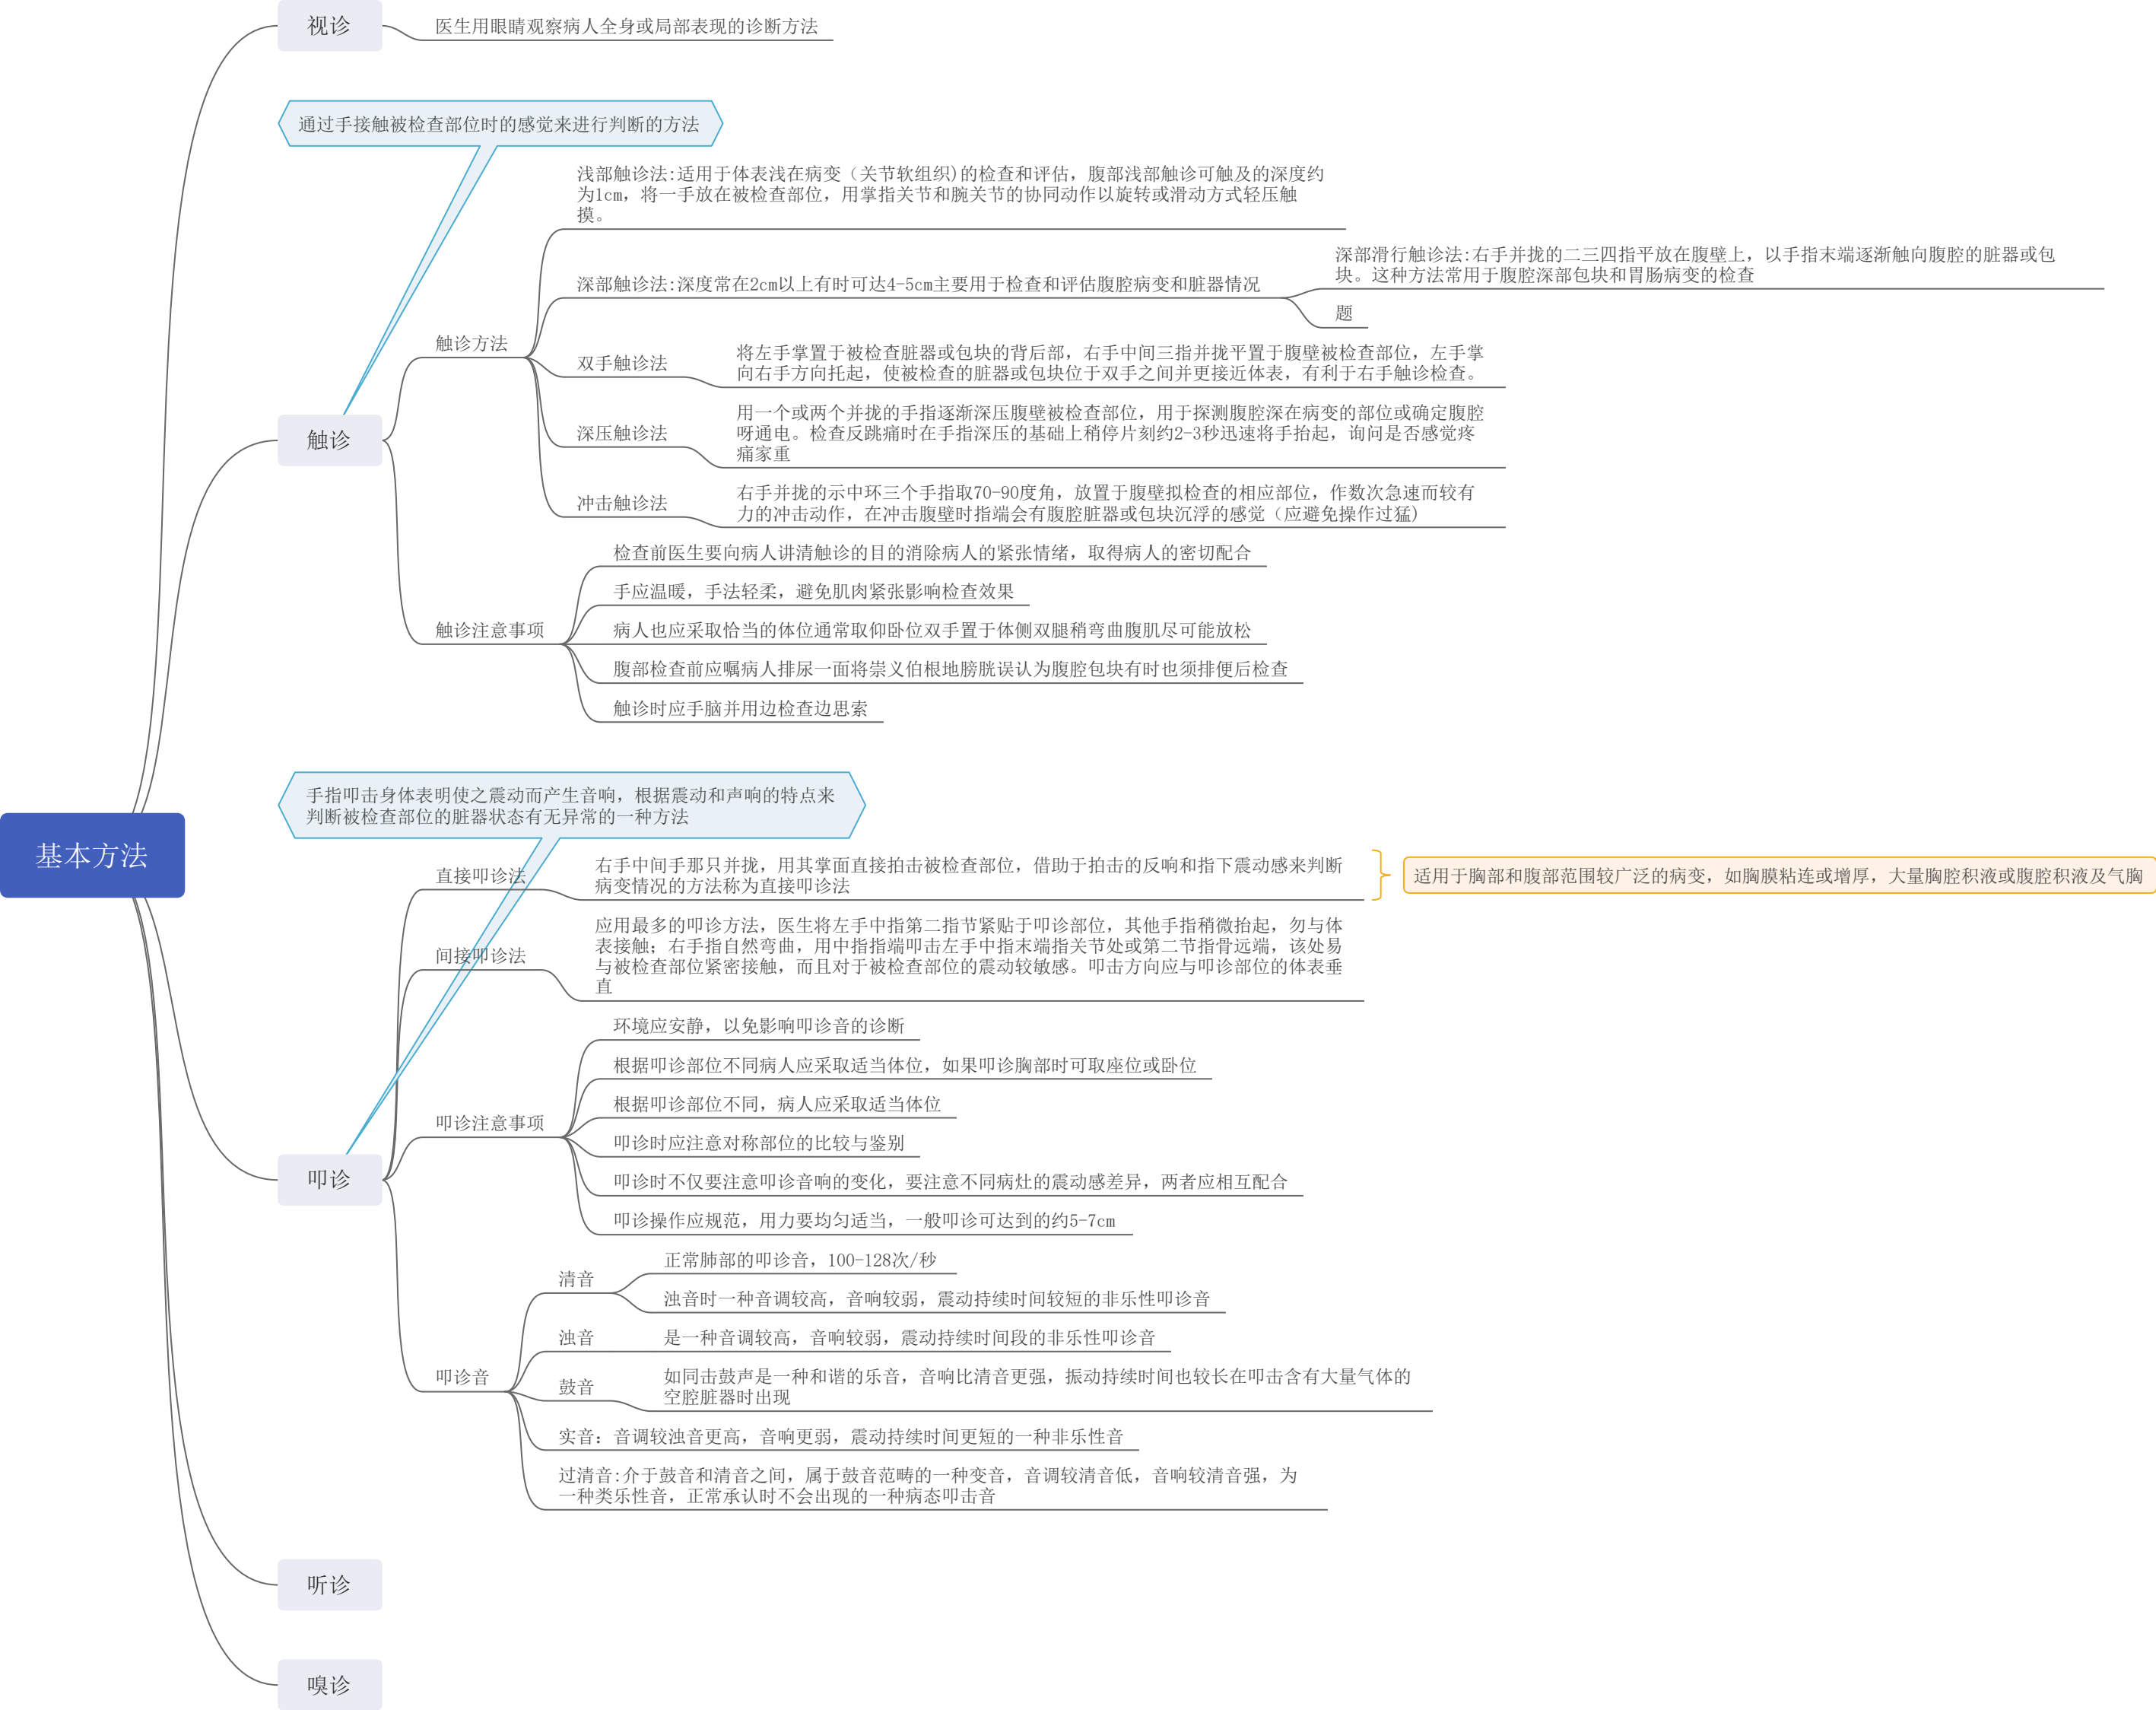 视诊
医生用眼睛观察病人全身或局部表现的诊断方法
通过手接触被检查部位时的感觉来进行判断的方法
浅部触诊法:适用于体表浅在病变（关节软组织)的检查和评估，腹部浅部触诊可触及的深度约
为1cm，将一手放在被检查部位，用掌指关节和腕关节的协同动作以旋转或滑动方式轻压触
摸。
深部滑行触诊法:右手并拢的二三四指平放在腹壁上，以手指末端逐渐触向腹腔的脏器或包
块。这种方法常用于腹腔深部包块和胃肠病变的检查
深部触诊法:深度常在2cm以上有时可达4-5cm主要用于检查和评估腹腔病变和脏器情况
题
触诊方法
双手触诊法
将左手掌置于被检查脏器或包块的背后部，右手中间三指并拢平置于腹壁被检查部位，左手掌
向右手方向托起，使被检查的脏器或包块位于双手之间并更接近体表，有利于右手触诊检查。
深压触诊法
用一个或两个并拢的手指逐渐深压腹壁被检查部位，用于探测腹腔深在病变的部位或确定腹腔
呀通电。检查反跳痛时在手指深压的基础上稍停片刻约2-3秒迅速将手抬起，询问是否感觉疼
痛家重
触诊
冲击触诊法
右手并拢的示中环三个手指取70-90度角，放置于腹壁拟检查的相应部位，作数次急速而较有
力的冲击动作，在冲击腹壁时指端会有腹腔脏器或包块沉浮的感觉（应避免操作过猛)
检查前医生要向病人讲清触诊的目的消除病人的紧张情绪，取得病人的密切配合
手应温暖，手法轻柔，避免肌肉紧张影响检查效果
触诊注意事项
病人也应采取恰当的体位通常取仰卧位双手置于体侧双腿稍弯曲腹肌尽可能放松
腹部检查前应嘱病人排尿一面将崇义伯根地膀胱误认为腹腔包块有时也须排便后检查
触诊时应手脑并用边检查边思索
手指叩击身体表明使之震动而产生音响，根据震动和声响的特点来
判断被检查部位的脏器状态有无异常的一种方法
基本方法
直接叩诊法
右手中间手那只并拢，用其掌面直接拍击被检查部位，借助于拍击的反响和指下震动感来判断
病变情况的方法称为直接叩诊法
适用于胸部和腹部范围较广泛的病变，如胸膜粘连或增厚，大量胸腔积液或腹腔积液及气胸
间接叩诊法
应用最多的叩诊方法，医生将左手中指第二指节紧贴于叩诊部位，其他手指稍微抬起，勿与体
表接触；右手指自然弯曲，用中指指端叩击左手中指末端指关节处或第二节指骨远端，该处易
与被检查部位紧密接触，而且对于被检查部位的震动较敏感。叩击方向应与叩诊部位的体表垂
直
环境应安静，以免影响叩诊音的诊断
根据叩诊部位不同病人应采取适当体位，如果叩诊胸部时可取座位或卧位
根据叩诊部位不同，病人应采取适当体位
叩诊注意事项
叩诊时应注意对称部位的比较与鉴别
叩诊时不仅要注意叩诊音响的变化，要注意不同病灶的震动感差异，两者应相互配合
叩诊操作应规范，用力要均匀适当，一般叩诊可达到的约5-7cm
叩诊
清音
正常肺部的叩诊音，100-128次/秒
浊音时一种音调较高，音响较弱，震动持续时间较短的非乐性叩诊音
浊音
是一种音调较高，音响较弱，震动持续时间段的非乐性叩诊音
叩诊音
鼓音
如同击鼓声是一种和谐的乐音，音响比清音更强，振动持续时间也较长在叩击含有大量气体的
空腔脏器时出现
实音：音调较浊音更高，音响更弱，震动持续时间更短的一种非乐性音
过清音:介于鼓音和清音之间，属于鼓音范畴的一种变音，音调较清音低，音响较清音强，为
一种类乐性音，正常承认时不会出现的一种病态叩击音
听诊
嗅诊